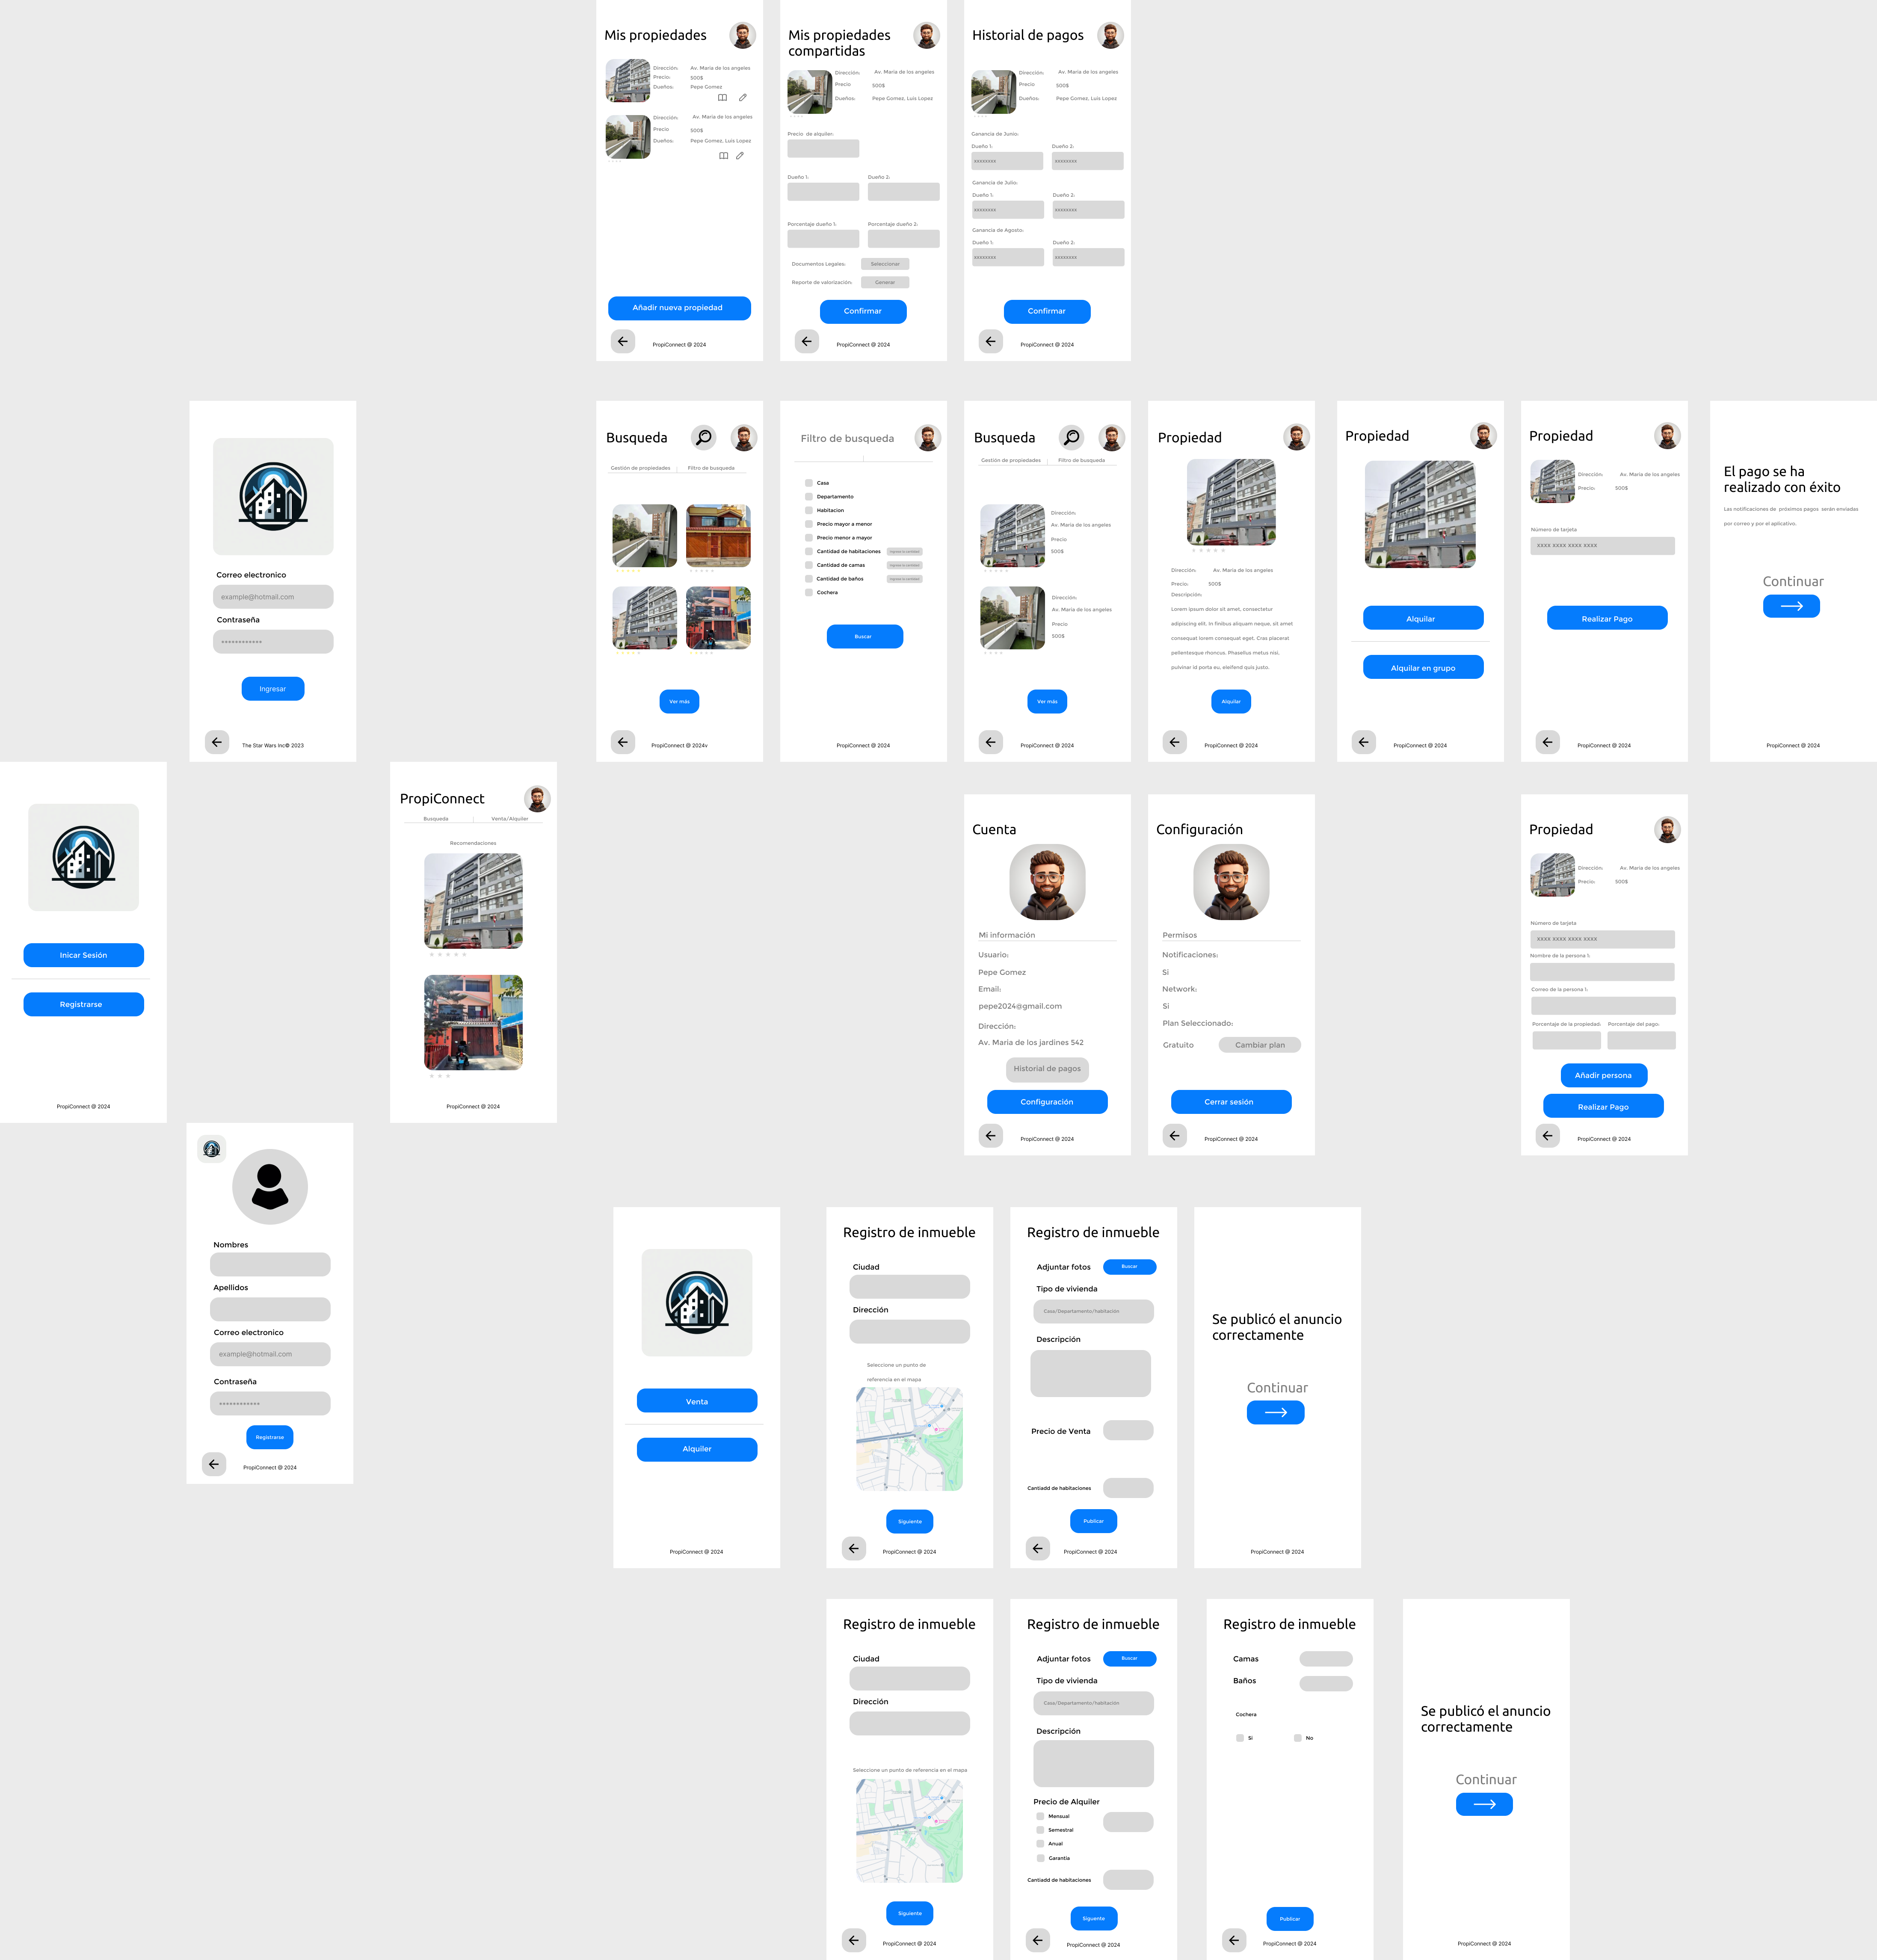 Mis propiedades
Dirección: Av. Maria de los angeles
Precio: 500$
Dueños: Pepe Gomez
Dirección: Av. Maria de los angeles
Precio 500$
Dueños: Pepe Gomez, Luis Lopez
Añadir nueva propiedad
PropiConnect @ 2024
Mis propiedades
compartidas
Dirección: Av. Maria de los angeles
Precio 500$
Dueños: Pepe Gomez, Luis Lopez
Precio de alquiler:
Dueño 1: Dueño 2:
Porcentaje dueño 1: Porcentaje dueño 2:
Documentos Legales: Seleccionar
Reporte de valorización: Generar
Confirmar
PropiConnect @ 2024
Historial de pagos
Dirección: Av. Maria de los angeles
Precio 500$
Dueños: Pepe Gomez, Luis Lopez
Ganancia de Junio:
Dueño 1: Dueño 2:
xxxxxxxx xxxxxxxx
Ganancia de Julio:
Dueño 1: Dueño 2:
xxxxxxxx xxxxxxxx
Ganancia de Agosto:
Dueño 1: Dueño 2:
xxxxxxxx xxxxxxxx
Confirmar
PropiConnect @ 2024
Correo electronico
example@hotmail.com
Contraseña
************
Ingresar
The Star Wars Inc© 2023
Busqueda
Gestión de propiedades Filtro de busqueda
Ver más
PropiConnect @ 2024v
Filtro de busqueda
Casa
Departamento
Habitacion
Precio mayor a menor
Precio menor a mayor
Cantidad de habitaciones Ingrese la cantidad
Cantidad de camas Ingrese la cantidad
Cantidad de baños Ingrese la cantidad
Cochera
Buscar
PropiConnect @ 2024
Busqueda
Gestión de propiedades Filtro de busqueda
Dirección:
Av. Maria de los angeles
Precio
500$
Dirección:
Av. Maria de los angeles
Precio
500$
Ver más
PropiConnect @ 2024
Propiedad
Dirección: Av. Maria de los angeles
Precio: 500$
Descripción:
Lorem ipsum dolor sit amet, consectetur
adipiscing elit. In finibus aliquam neque, sit amet
consequat lorem consequat eget. Cras placerat
pellentesque rhoncus. Phasellus metus nisi,
pulvinar id porta eu, eleifend quis justo.
Alquilar
PropiConnect @ 2024
Propiedad
Alquilar
Alquilar en grupo
PropiConnect @ 2024
Propiedad
Dirección: Av. Maria de los angeles
Precio: 500$
Número de tarjeta
xxxx xxxx xxxx xxxx
Realizar Pago
PropiConnect @ 2024
El pago se ha
realizado con éxito
Las notificaciones de próximos pagos serán enviadas
por correo y por el aplicativo.
Continuar
PropiConnect @ 2024
Inicar Sesión
Registrarse
PropiConnect @ 2024
PropiConnect
Busqueda Venta/Alquiler
Recomendaciones
PropiConnect @ 2024
Cuenta
Mi información
Usuario:
Pepe Gomez
Email:
pepe2024@gmail.com
Dirección:
Av. Maria de los jardines 542
Historial de pagos
Configuración
PropiConnect @ 2024
Configuración
Permisos
Notificaciones:
Si
Network:
Si
Plan Seleccionado:
Gratuito Cambiar plan
Cerrar sesión
PropiConnect @ 2024
Propiedad
Dirección: Av. Maria de los angeles
Precio: 500$
Número de tarjeta
xxxx xxxx xxxx xxxx
Nombre de la persona 1:
Correo de la persona 1:
Porcentaje de la propiedad: Porcentaje del pago:
Añadir persona
Realizar Pago
PropiConnect @ 2024
Nombres
Apellidos
Correo electronico
example@hotmail.com
Contraseña
************
Registrarse
PropiConnect @ 2024
Venta
Alquiler
PropiConnect @ 2024
Registro de inmueble
Ciudad
Dirección
Seleccione un punto de
referencia en el mapa
Siguiente
PropiConnect @ 2024
Registro de inmueble
Adjuntar fotos Buscar
Tipo de vivienda
Casa/Departamento/habitación
Descripción
Precio de Venta
Cantiadd de habitaciones
Publicar
PropiConnect @ 2024
Se publicó el anuncio
correctamente
Continuar
PropiConnect @ 2024
Registro de inmueble
Ciudad
Dirección
Seleccione un punto de referencia en el mapa
Siguiente
PropiConnect @ 2024
Registro de inmueble
Adjuntar fotos Buscar
Tipo de vivienda
Casa/Departamento/habitación
Descripción
Precio de Alquiler
Mensual
Semestral
Anual
Garantia
Cantiadd de habitaciones
Siguente
PropiConnect @ 2024
Registro de inmueble
Camas
Baños
Cochera
Si No
Publicar
PropiConnect @ 2024
Se publicó el anuncio
correctamente
Continuar
PropiConnect @ 2024